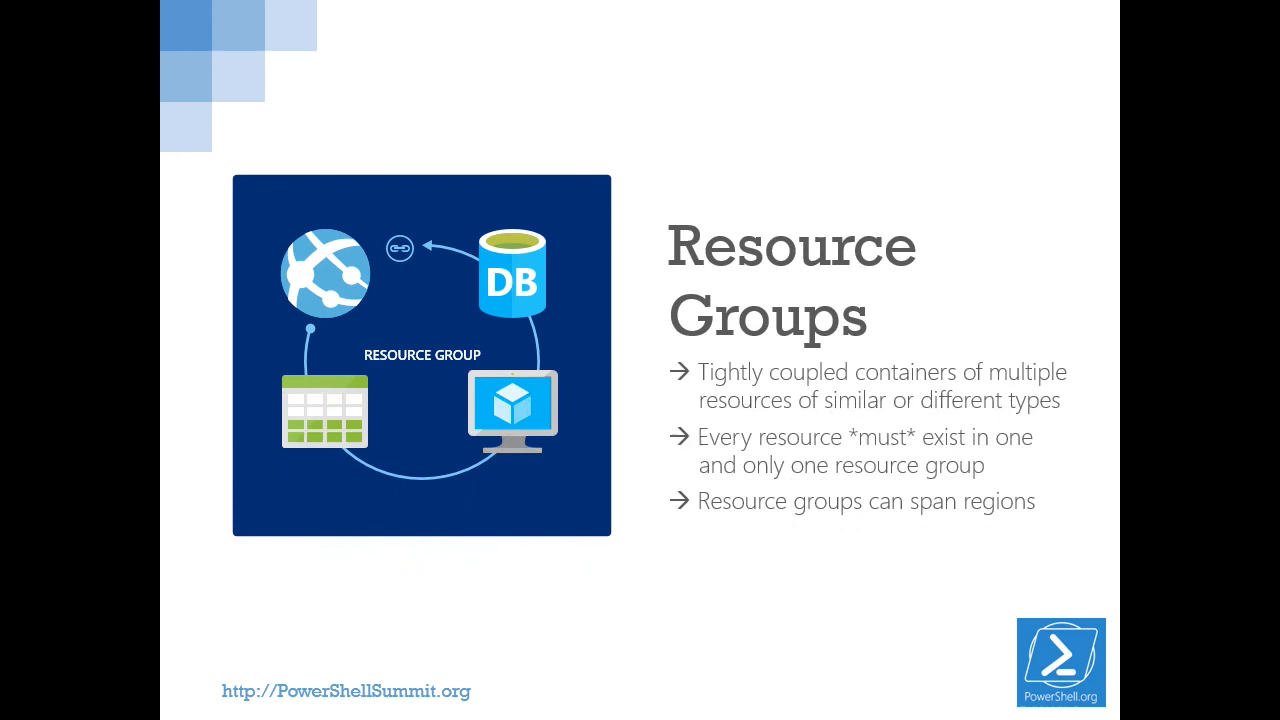 DB
RESOURCE GROUP
Resource
Groups
→ Tightly coupled containers of multiple
resources of similar or different types
→ Every resource *must* exist in one
and only one resource group
→ Resource groups can span regions
http://PowerShellSummit.org
PowerShell.org